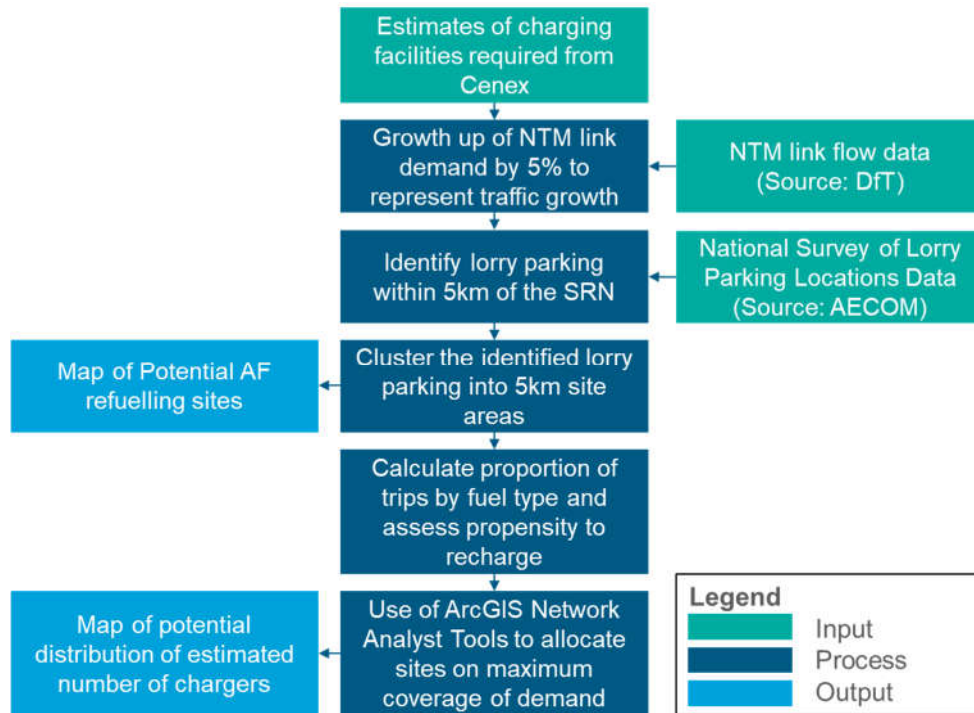 Estimates of charging
facilities required from
Cenex
Growth up of NTM link
demand by 5% to
represent traffic growth
NTM link flow data
(Source: DfT)
Identify lorry parking
within 5km of the SRN
National Survey of Lorry
Parking Locations Data
(Source: AECOM)
Map of Potential AF
refuelling sites
Cluster the identified lorry
parking into 5km site
areas
Calculate proportion of
trips by fuel type and
assess propensity to
recharge
Map of potential
distribution of estimated
number of chargers
Use of ArcGIS Network
Analyst Tools to allocate
sites on maximum
coverage of demand
Legend
Input
Process
Output